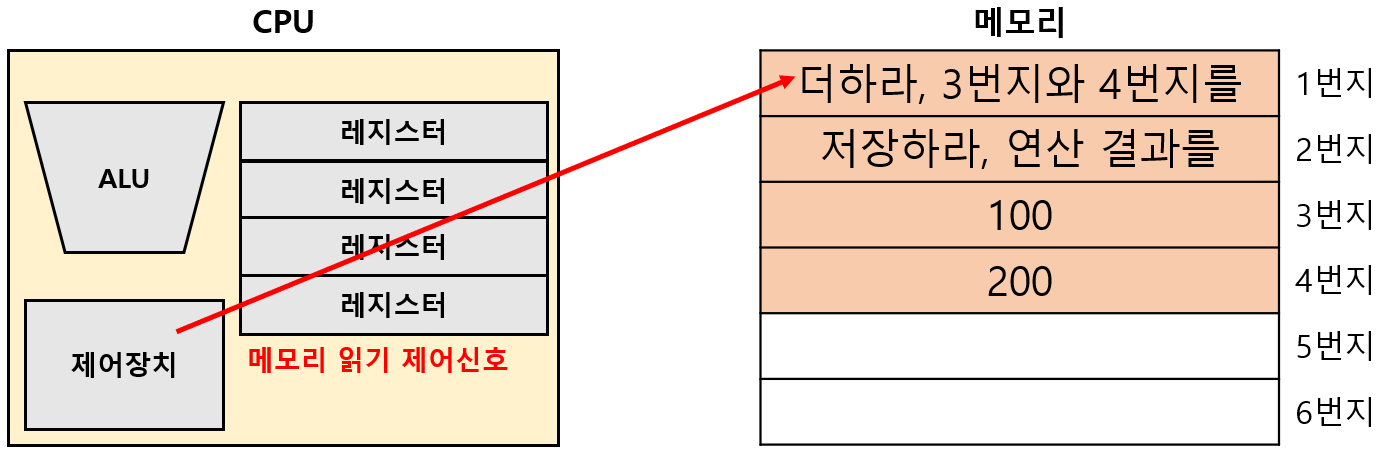 CPU
메모리
ALU
레지스터
레지스터
레지스터
레지스터
제어장치
메모리 읽기 제어신호
더하라, 3번지와 4번지를
1번지
저장하라, 연산 결과를
2번지
100
3번지
200
4번지
5번지
6번지